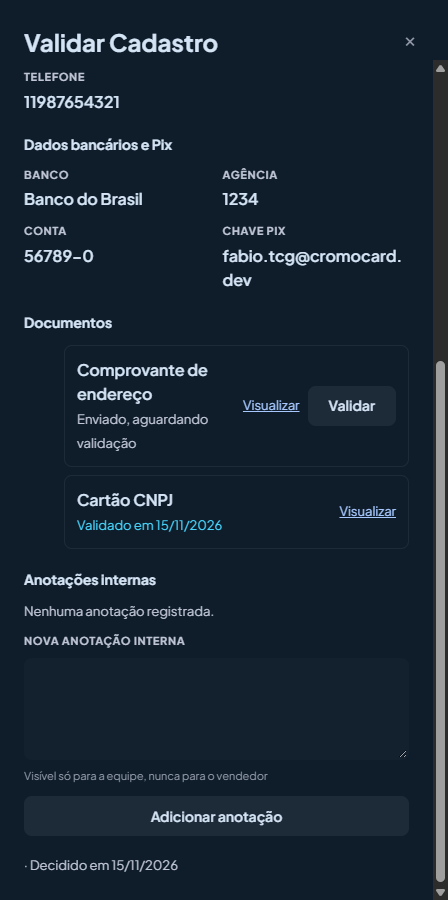 Validar Cadastro ×
TELEFONE
11987654321
Dados bancários e Pix
BANCO
AGÊNCIA
Banco do Brasil
1234
CONTA
CHAVE PIX
56789-0
fabio.tcg@cromocard.
dev
Documentos
Comprovante de
endereço
Enviado, aguardando
validação
Visualizar
Validar
Cartão CNPJ
Validado em 15/11/2026
Visualizar
Anotações internas
Nenhuma anotação registrada.
NOVA ANOTAÇÃO INTERNA
Visível só para a equipe, nunca para o vendedor
Adicionar anotação
· Decidido em 15/11/2026